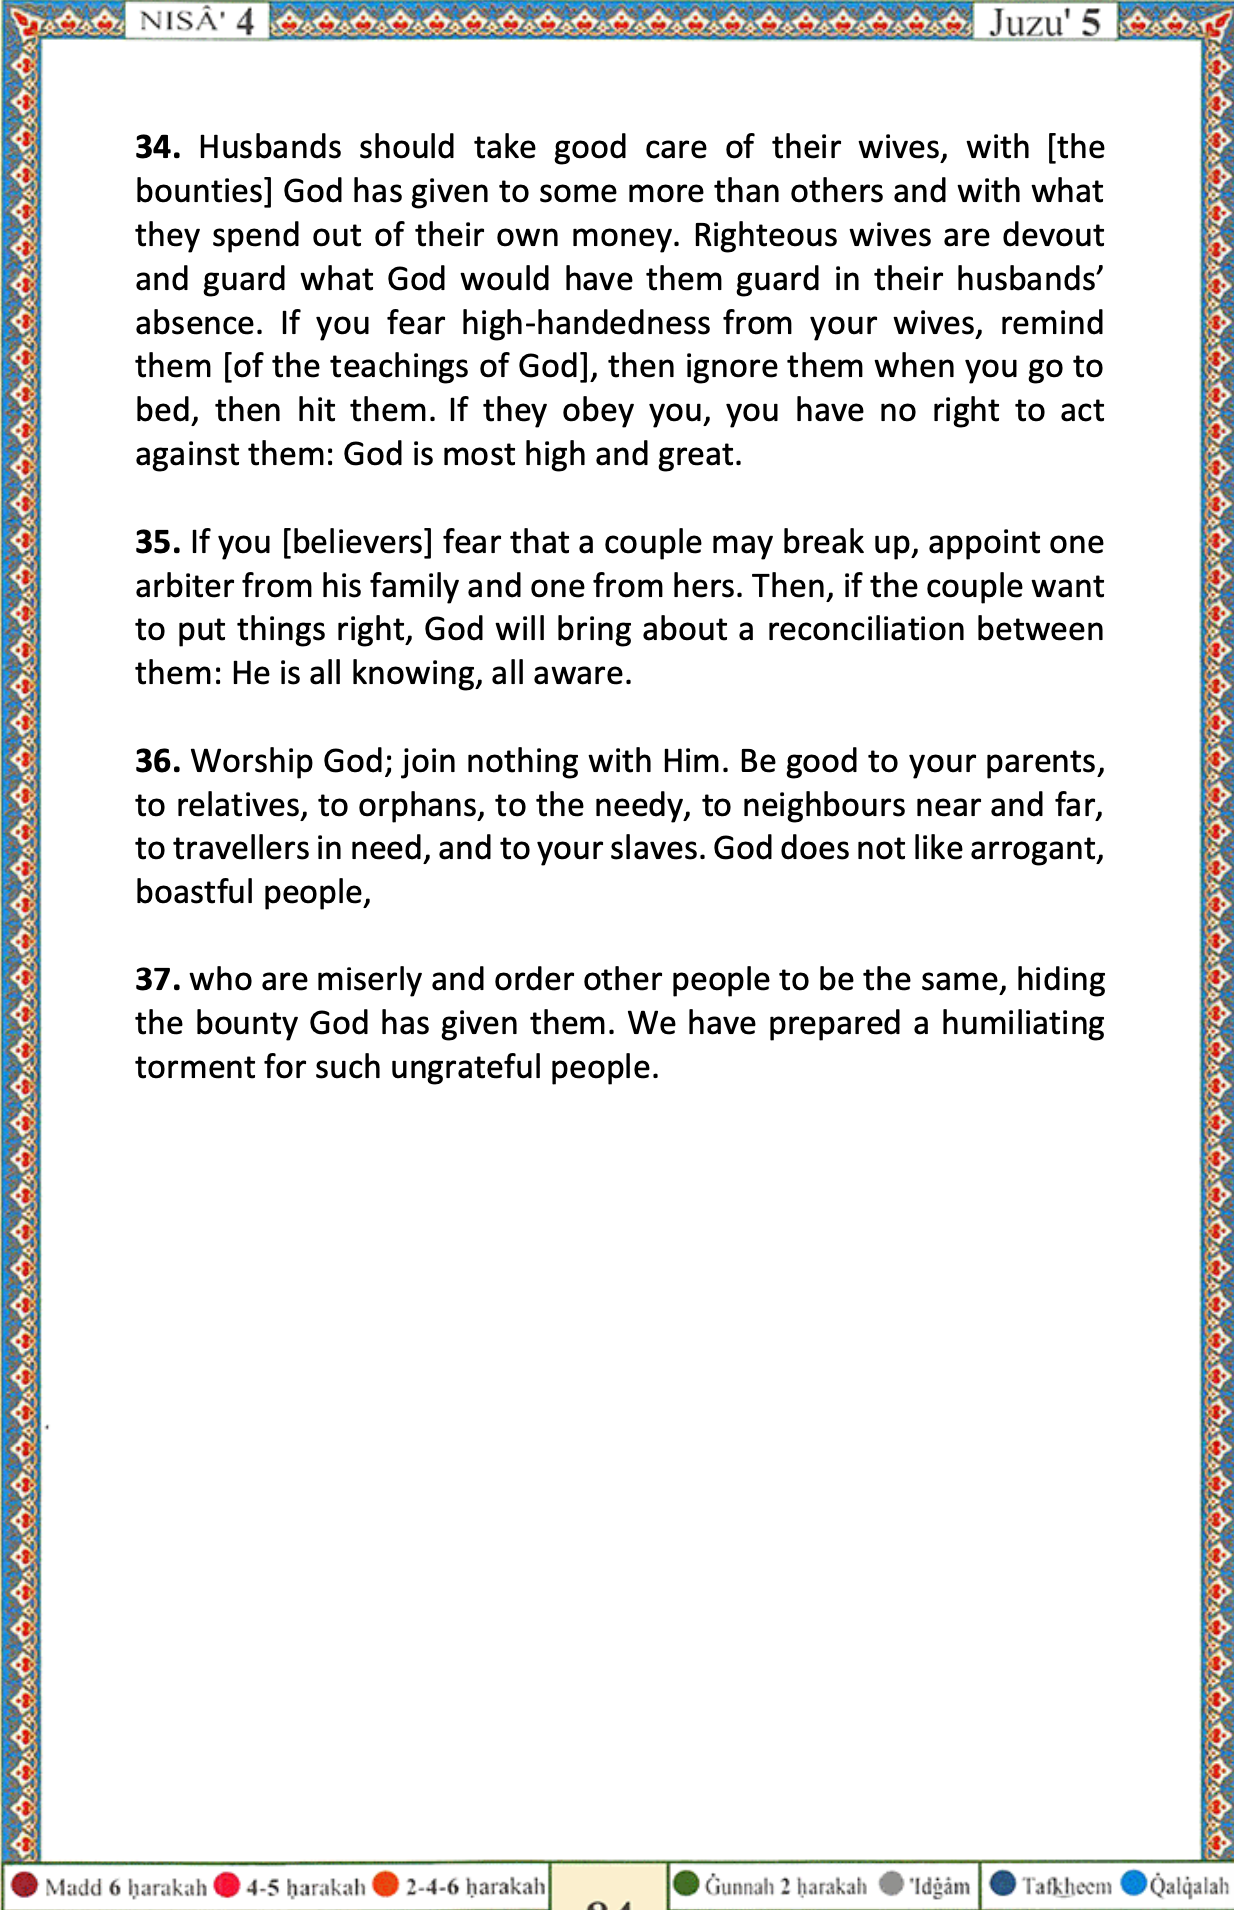 NISÂ' 4 Juzu' 5
34. Husbands should take good care of their wives, with [the
bounties] God has given to some more than others and with what
they spend out of their own money. Righteous wives are devout
and guard what God would have them guard in their husbands’
absence. If you fear high-handedness from your wives, remind
them [of the teachings of God], then ignore them when you go to
bed, then hit them. If they obey you, you have no right to act
against them: God is most high and great.
35. If you [believers] fear that a couple may break up, appoint one
arbiter from his family and one from hers. Then, if the couple want
to put things right, God will bring about a reconciliation between
them: He is all knowing, all aware.
36. Worship God; join nothing with Him. Be good to your parents,
to relatives, to orphans, to the needy, to neighbours near and far,
to travellers in need, and to your slaves. God does not like arrogant,
boastful people,
37. who are miserly and order other people to be the same, hiding
the bounty God has given them. We have prepared a humiliating
torment for such ungrateful people.
Madd 6 ḥarakah 4-5 ḥarakah 2-4-6 ḥarakah Ġunnah 2 ḥarakah 'Idġâm Tafkheem Q̇alq̇alah